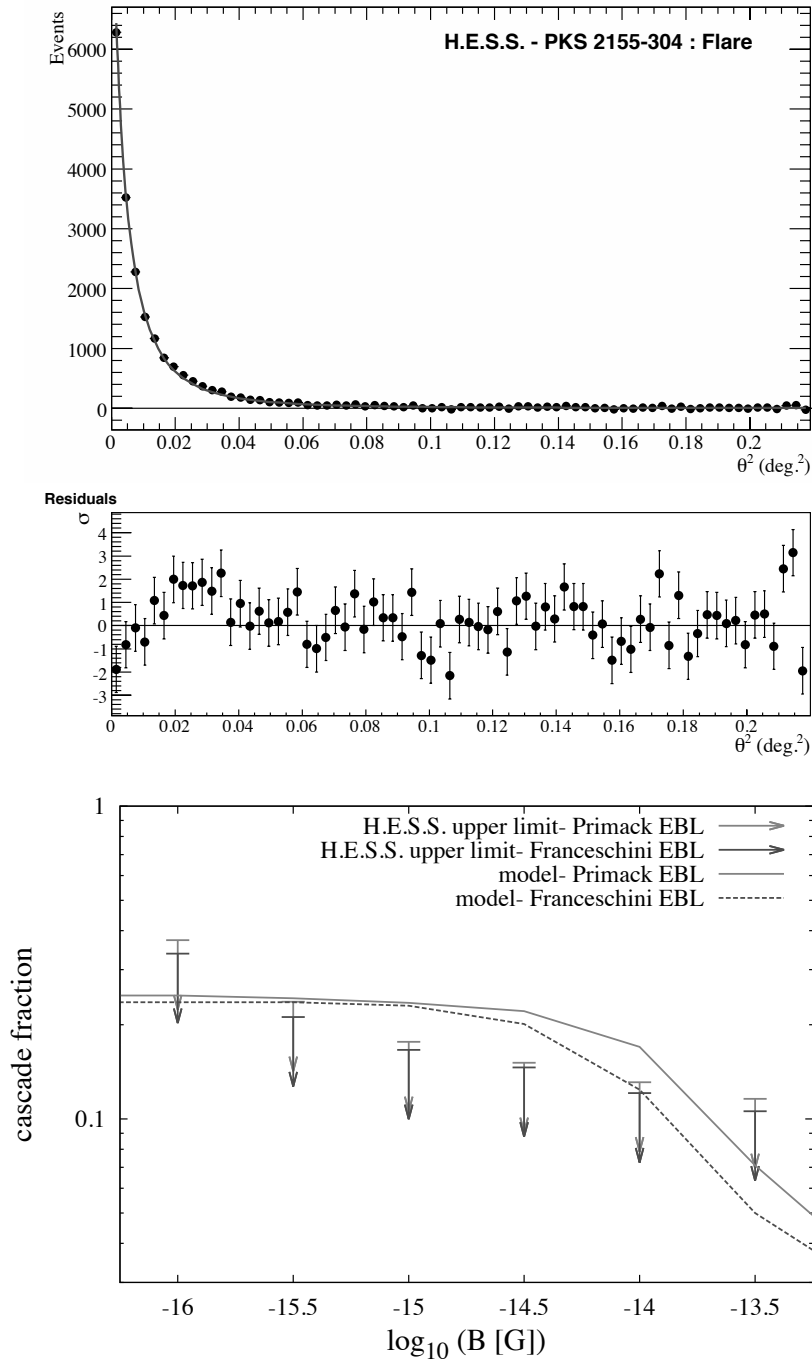 H.E.S.S. - PKS 2155-304 : Flare
Events
6000
5000
4000
3000
2000
1000
0
0 0.02 0.04 0.06 0.08 0.1 0.12 0.14 0.16 0.18 0.2
θ² (deg.²)
Residuals
σ
4
3
2
1
0
-1
-2
-3
0 0.02 0.04 0.06 0.08 0.1 0.12 0.14 0.16 0.18 0.2
θ² (deg.²)
1
H.E.S.S. upper limit- Primack EBL
H.E.S.S. upper limit- Franceschini EBL
model- Primack EBL
model- Franceschini EBL
cascade fraction
0.1
-16 -15.5 -15 -14.5 -14 -13.5
log₁₀ (B [G])